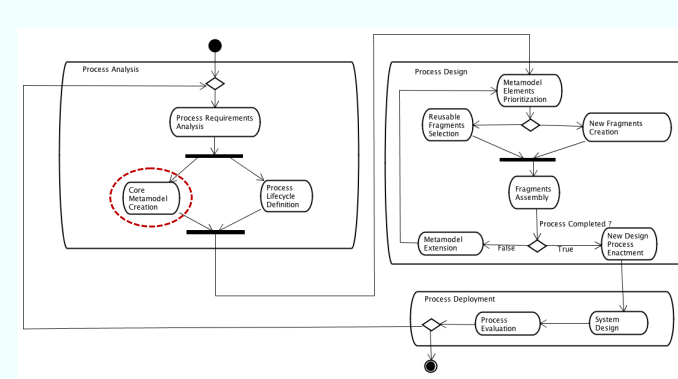 Process Analysis
Process Requirements
Analysis
Core
Metamodel
Creation
Process
Lifecycle
Definition
Process Design
Metamodel
Elements
Prioritization
Reusable
Fragments
Selection
New Fragments
Creation
Fragments
Assembly
Process Completed ?
Metamodel
Extension
False
True
New Design
Process
Enactment
Process Deployment
Process
Evaluation
System
Design